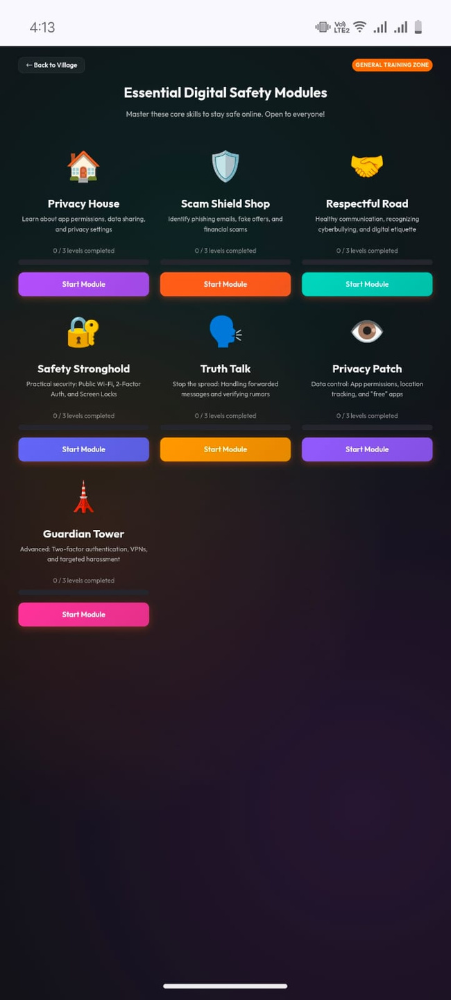 4:13
Vo)) LTE2
← Back to Village
GENERAL TRAINING ZONE
Essential Digital Safety Modules
Master these core skills to stay safe online. Open to everyone!
Privacy House
Learn about app permissions, data sharing,
and privacy settings
0 / 3 levels completed
Start Module
Scam Shield Shop
Identify phishing emails, fake offers, and
financial scams
0 / 3 levels completed
Start Module
Respectful Road
Healthy communication, recognizing
cyberbullying, and digital etiquette
0 / 3 levels completed
Start Module
Safety Stronghold
Practical security: Public Wi-Fi, 2-Factor
Auth, and Screen Locks
0 / 3 levels completed
Start Module
Truth Talk
Stop the spread: Handling forwarded
messages and verifying rumors
0 / 3 levels completed
Start Module
Privacy Patch
Data control: App permissions, location
tracking, and "free" apps
0 / 3 levels completed
Start Module
Guardian Tower
Advanced: Two-factor authentication, VPNs,
and targeted harassment
0 / 3 levels completed
Start Module